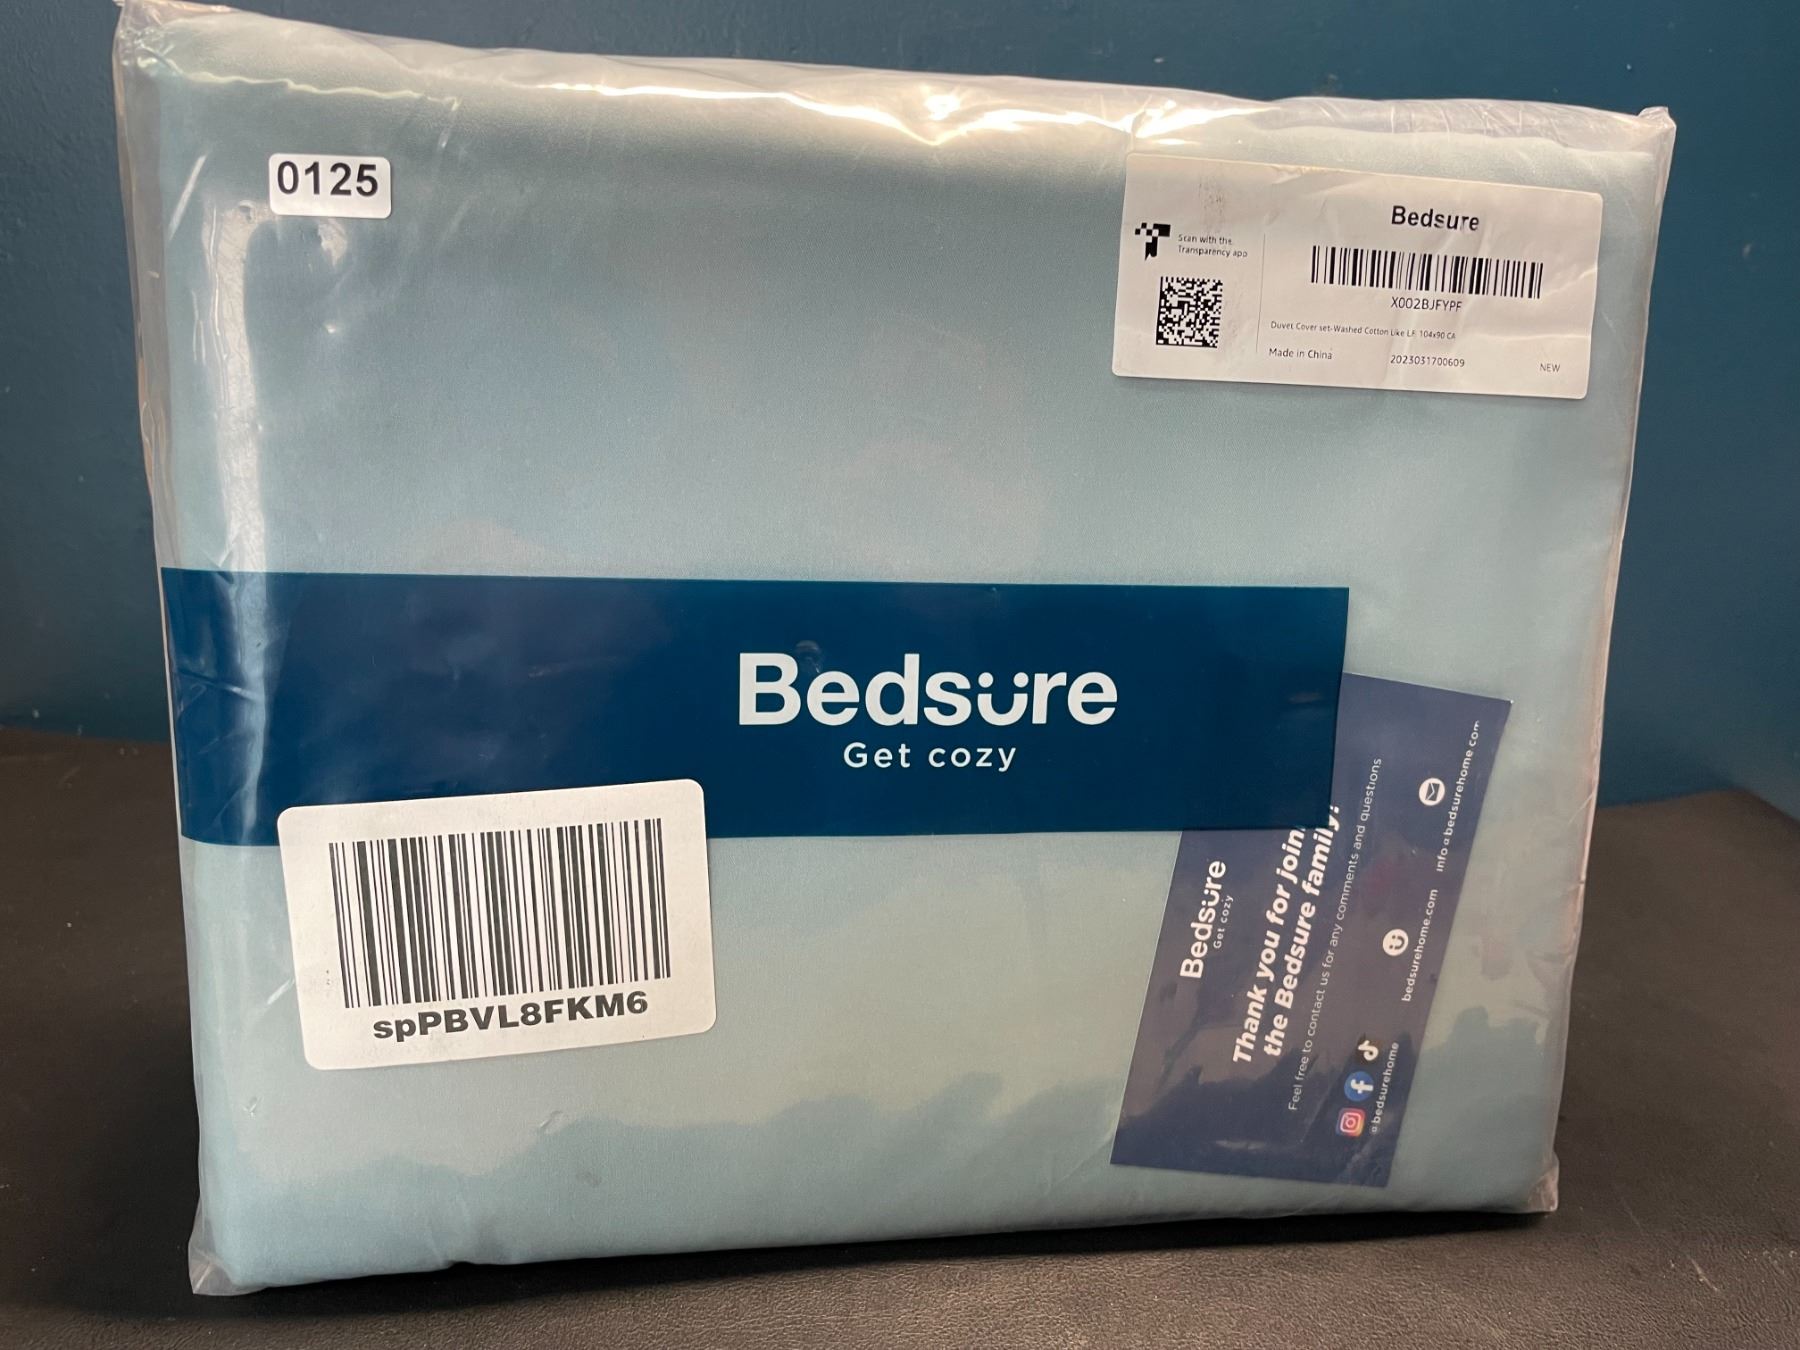 0125
Bedsure
Scan with the
Transparency app
X002BJFYPF
Duvet Cover set-Washed Cotton Like LF 104x90 CA
Made in China
2023031700609
NEW
Bedsure
Get cozy
spPBVL8FKM6
Bedsure
Get cozy
Thank you for
the Bedsure family!
Feel free to contact us for any comments and questions
@bedsurehome
bedsurehome.com
info@bedsurehome.com